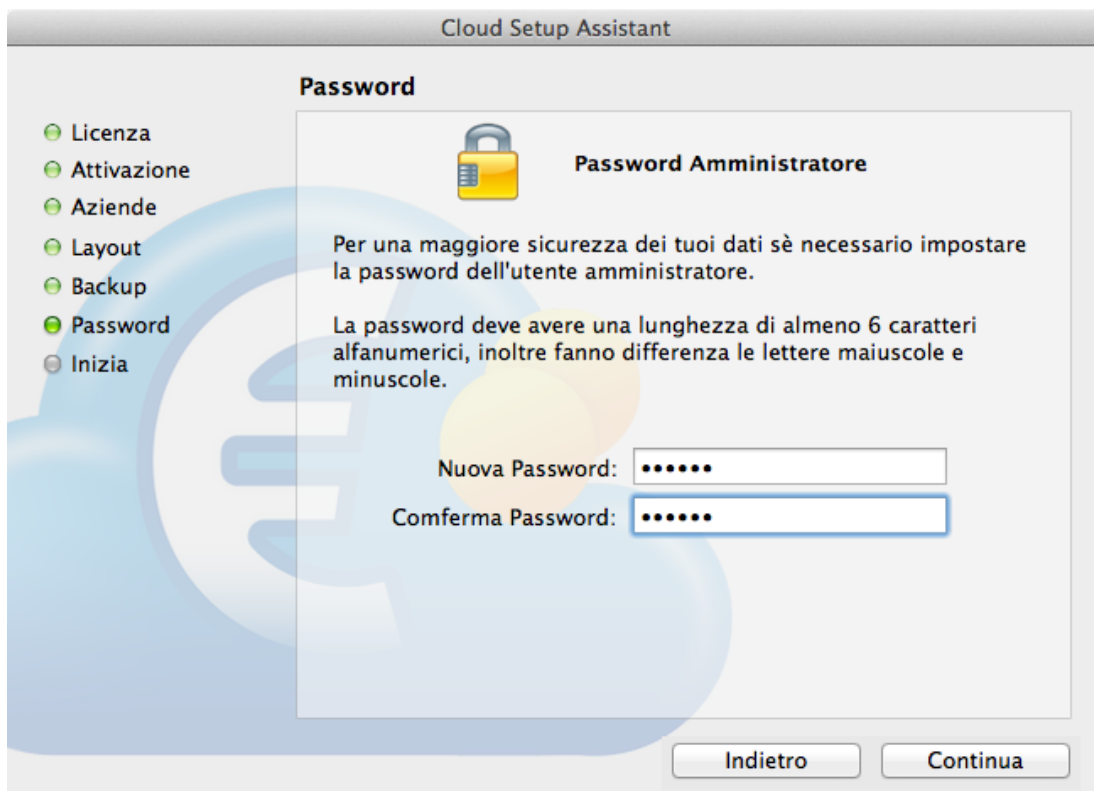 Cloud Setup Assistant
Password
Licenza
Attivazione
Aziende
Layout
Backup
Password
Inizia
Password Amministratore
Per una maggiore sicurezza dei tuoi dati sè necessario impostare
la password dell'utente amministratore.
La password deve avere una lunghezza di almeno 6 caratteri
alfanumerici, inoltre fanno differenza le lettere maiuscole e
minuscole.
Nuova Password: ••••••
Comferma Password: ••••••
Indietro
Continua